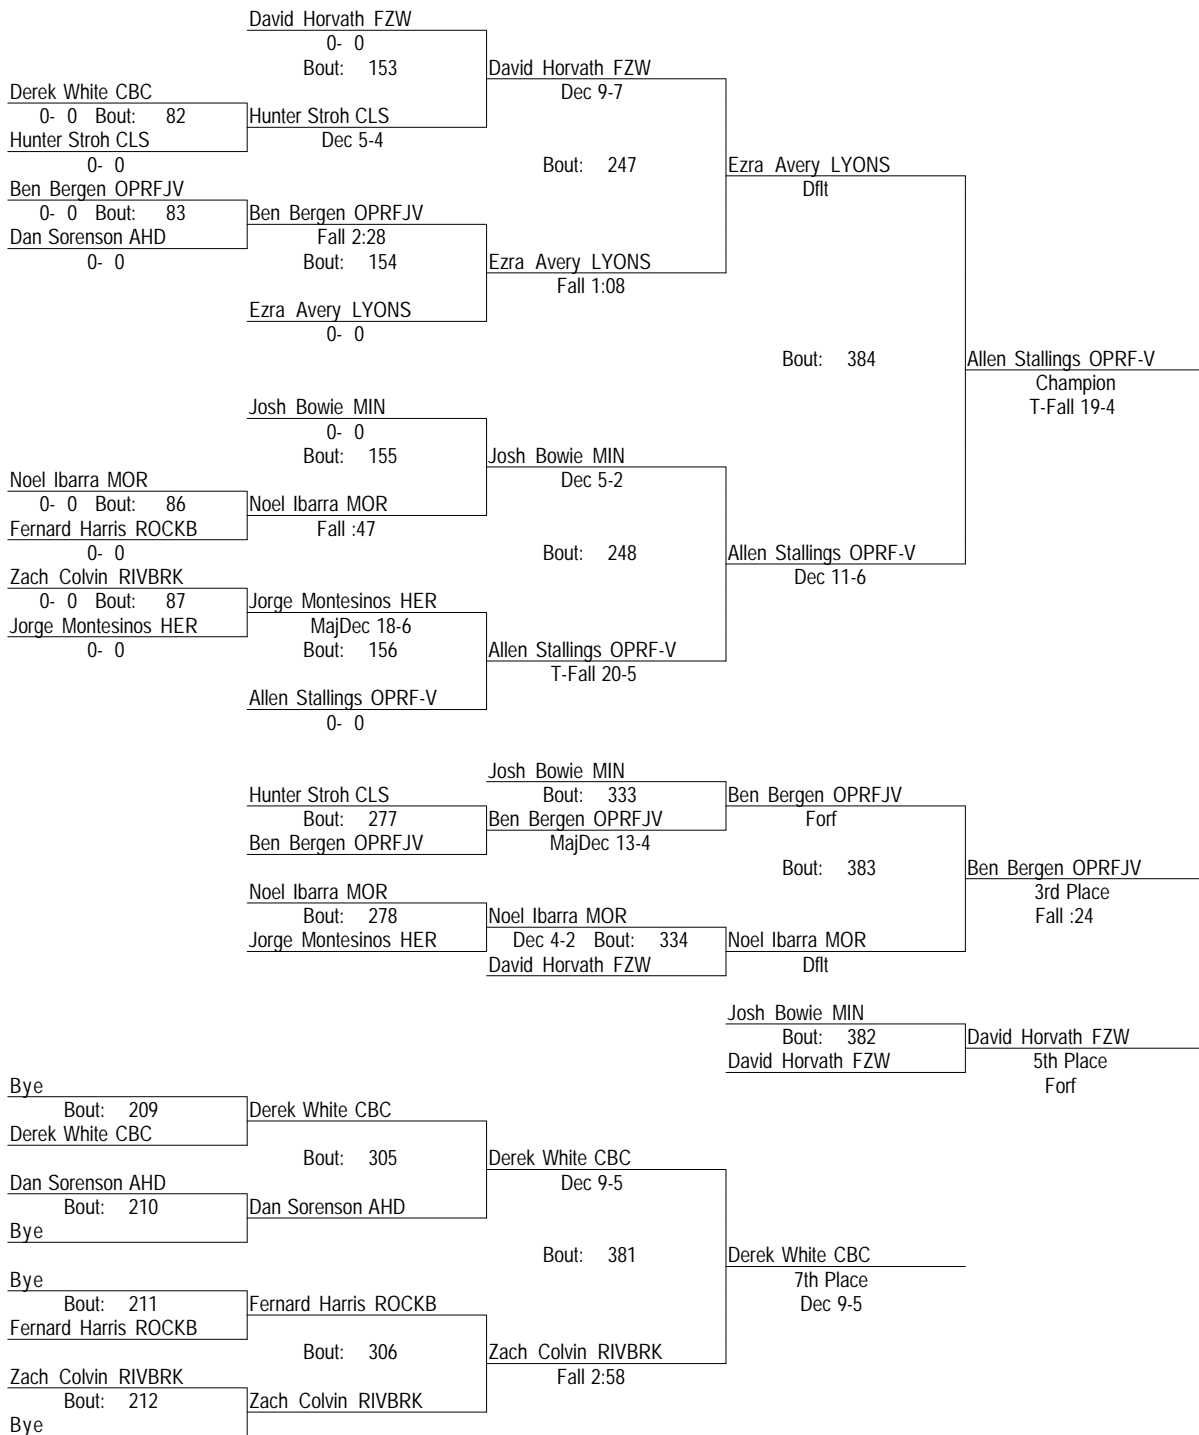 David Horvath FZW
0- 0
Bout: 153
David Horvath FZW
Derek White CBC
Dec 9-7
0- 0 Bout: 82
Hunter Stroh CLS
Hunter Stroh CLS
Dec 5-4
0- 0
Bout: 247
Ezra Avery LYONS
Ben Bergen OPRFJV
Dflt
0- 0 Bout: 83
Ben Bergen OPRFJV
Dan Sorenson AHD
Fall 2:28
0- 0
Bout: 154
Ezra Avery LYONS
Fall 1:08
Ezra Avery LYONS
0- 0
Bout: 384
Allen Stallings OPRF-V
Champion
Josh Bowie MIN
T-Fall 19-4
0- 0
Bout: 155
Josh Bowie MIN
Noel Ibarra MOR
Dec 5-2
0- 0 Bout: 86
Noel Ibarra MOR
Fernard Harris ROCKB
Fall :47
0- 0
Bout: 248
Allen Stallings OPRF-V
Zach Colvin RIVBRK
Dec 11-6
0- 0 Bout: 87
Jorge Montesinos HER
Jorge Montesinos HER
MajDec 18-6
0- 0
Bout: 156
Allen Stallings OPRF-V
T-Fall 20-5
Allen Stallings OPRF-V
0- 0
Josh Bowie MIN
Hunter Stroh CLS
Bout: 333
Ben Bergen OPRFJV
Bout: 277
Ben Bergen OPRFJV
Forf
Ben Bergen OPRFJV
MajDec 13-4
Bout: 383
Ben Bergen OPRFJV
Noel Ibarra MOR
3rd Place
Bout: 278
Noel Ibarra MOR
Fall :24
Jorge Montesinos HER
Dec 4-2 Bout: 334
Noel Ibarra MOR
David Horvath FZW
Dflt
Josh Bowie MIN
Bout: 382
David Horvath FZW
David Horvath FZW
5th Place
Bye
Forf
Bout: 209
Derek White CBC
Derek White CBC
Bout: 305
Derek White CBC
Dan Sorenson AHD
Dec 9-5
Bout: 210
Dan Sorenson AHD
Bye
Bout: 381
Derek White CBC
Bye
7th Place
Bout: 211
Fernard Harris ROCKB
Dec 9-5
Fernard Harris ROCKB
Bout: 306
Zach Colvin RIVBRK
Zach Colvin RIVBRK
Fall 2:58
Bout: 212
Zach Colvin RIVBRK
Bye